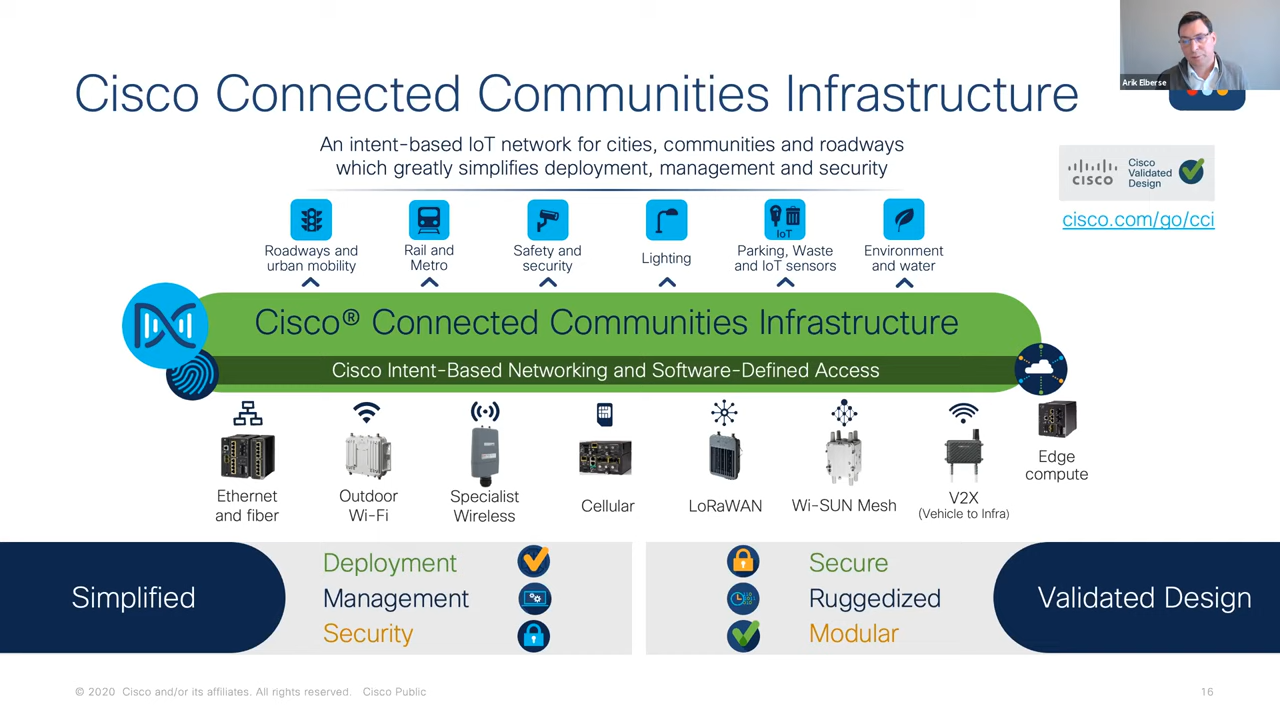 Arik Elberse
Cisco Connected Communities Infrastructure
An intent-based IoT network for cities, communities and roadways
which greatly simplifies deployment, management and security
CISCO
Cisco
Validated
Design
cisco.com/go/cci
Roadways and
urban mobility
Rail and
Metro
Safety and
security
Lighting
IoT
Parking, Waste
and IoT sensors
Environment
and water
Cisco® Connected Communities Infrastructure
Cisco Intent-Based Networking and Software-Defined Access
Ethernet
and fiber
Outdoor
Wi-Fi
Specialist
Wireless
Cellular
LoRaWAN
Wi-SUN Mesh
V2X
(Vehicle to Infra)
Edge
compute
Simplified
Deployment
Management
Security
Secure
Ruggedized
Modular
Validated Design
© 2020 Cisco and/or its affiliates. All rights reserved. Cisco Public
16